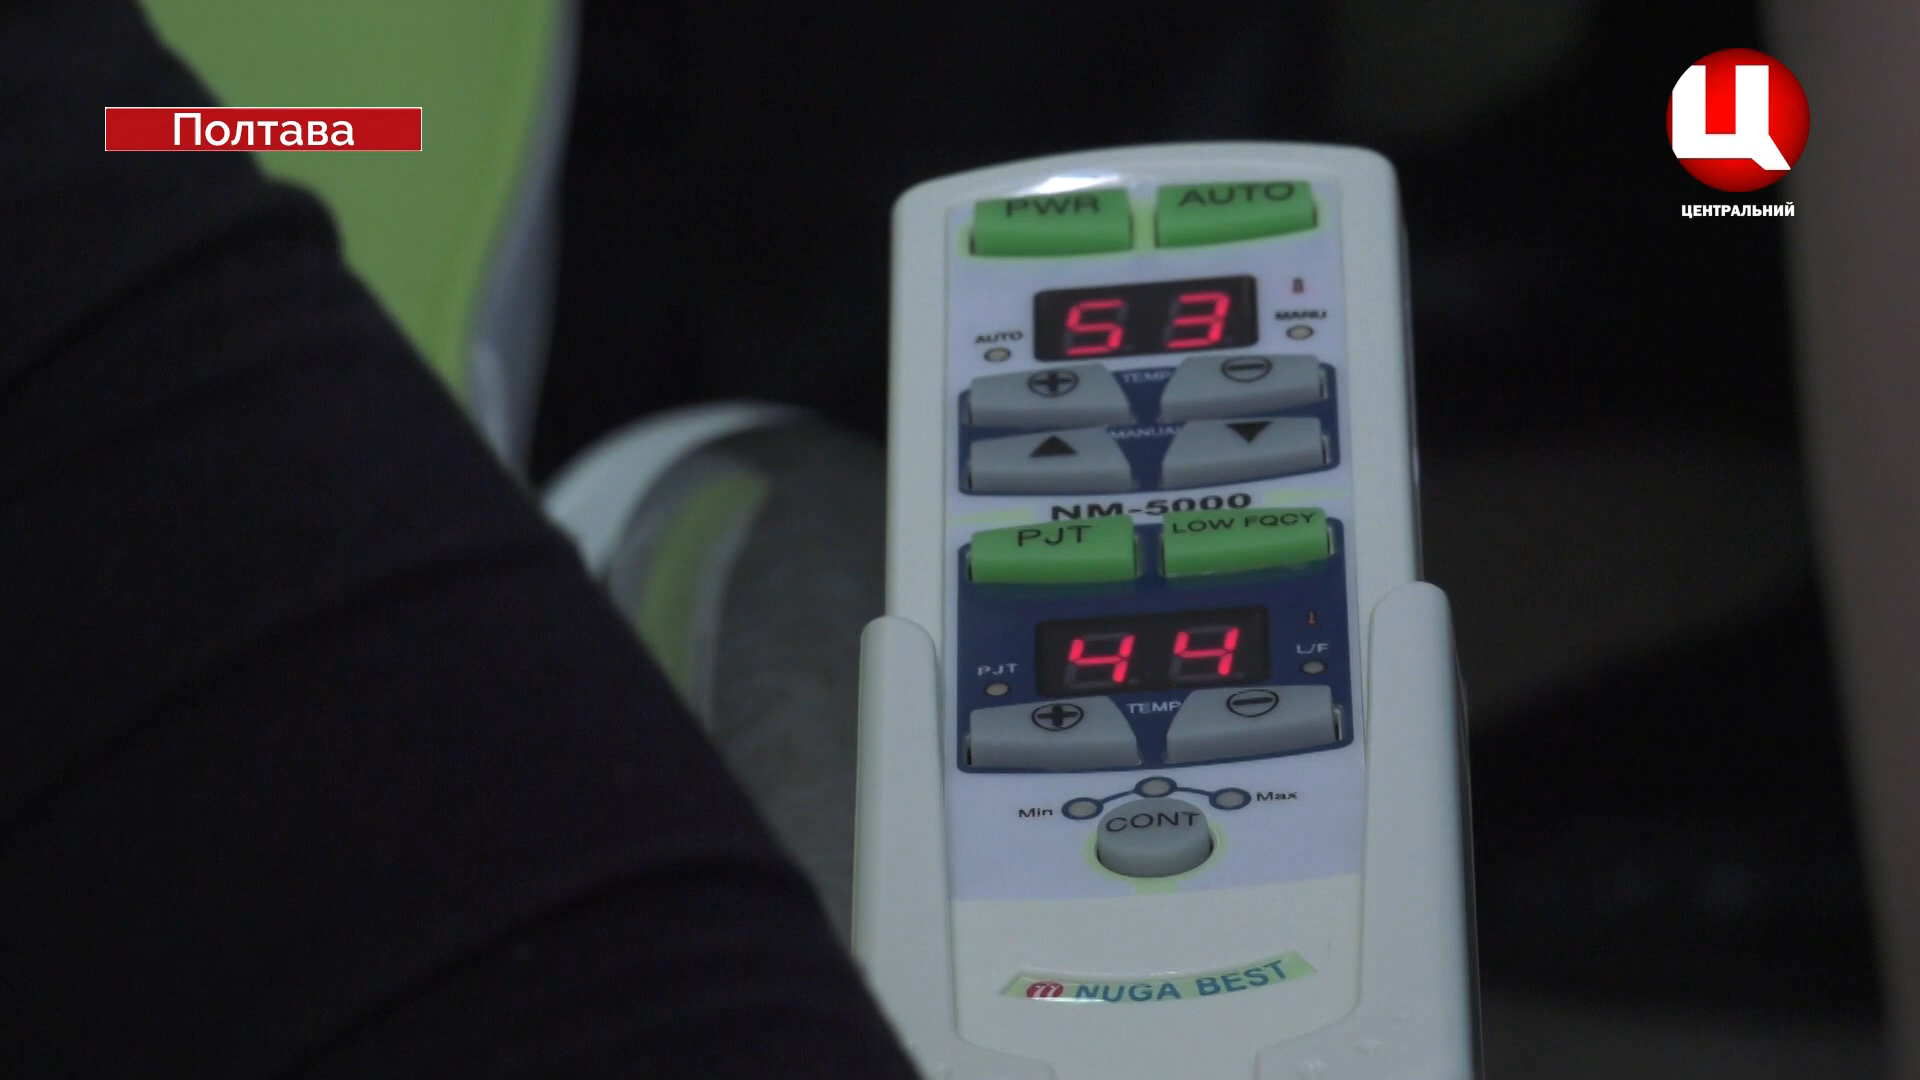 Полтава
Ц
ЦЕНТРАЛЬНИЙ
PWR AUTO
53
AUTO MANU
TEMP
MANUAL
NM-5000
PJT LOW FQCY
44
PJT L/F
TEMP
Min Max
CONT
NUGA BEST